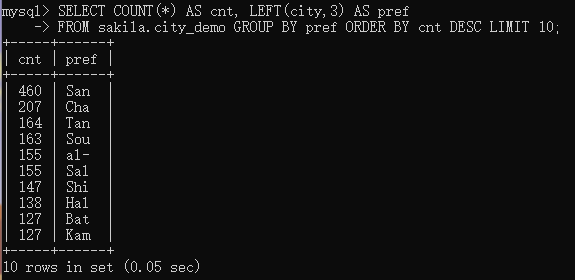 mysql> SELECT COUNT(*) AS cnt, LEFT(city,3) AS pref
    -> FROM sakila.city_demo GROUP BY pref ORDER BY cnt DESC LIMIT 10;
+-----+------+
| cnt | pref |
+-----+------+
| 460 | San  |
| 207 | Cha  |
| 164 | Tan  |
| 163 | Sou  |
| 155 | al-  |
| 155 | Sal  |
| 147 | Shi  |
| 138 | Hal  |
| 127 | Bat  |
| 127 | Kam  |
+-----+------+
10 rows in set (0.05 sec)